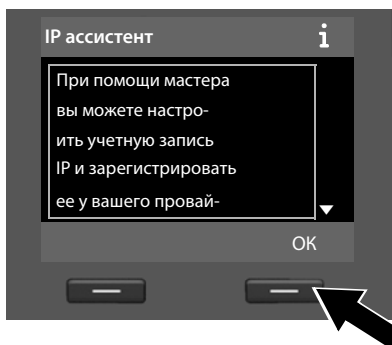 IP ассистент i
При помощи мастера
вы можете настро-
ить учетную запись
IP и зарегистрировать
ее у вашего провай-
OK